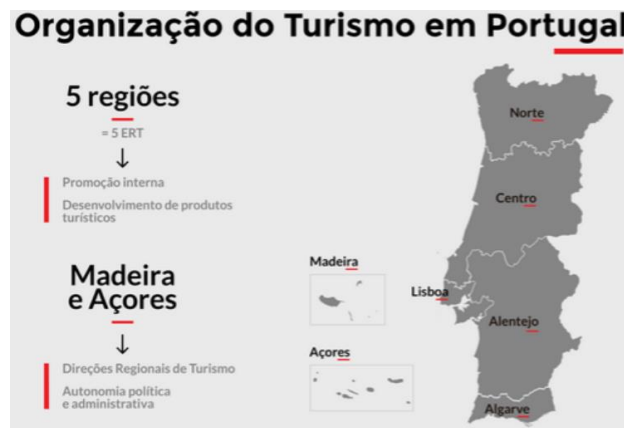 Organização do Turismo em Portugal
5 regiões
= 5 ERT
↓
Promoção interna
Desenvolvimento de produtos
turísticos
Madeira
e Açores
↓
Direções Regionais de Turismo
Autonomia política
e administrativa
Norte
Centro
Madeira
Lisboa
Alentejo
Açores
Algarve